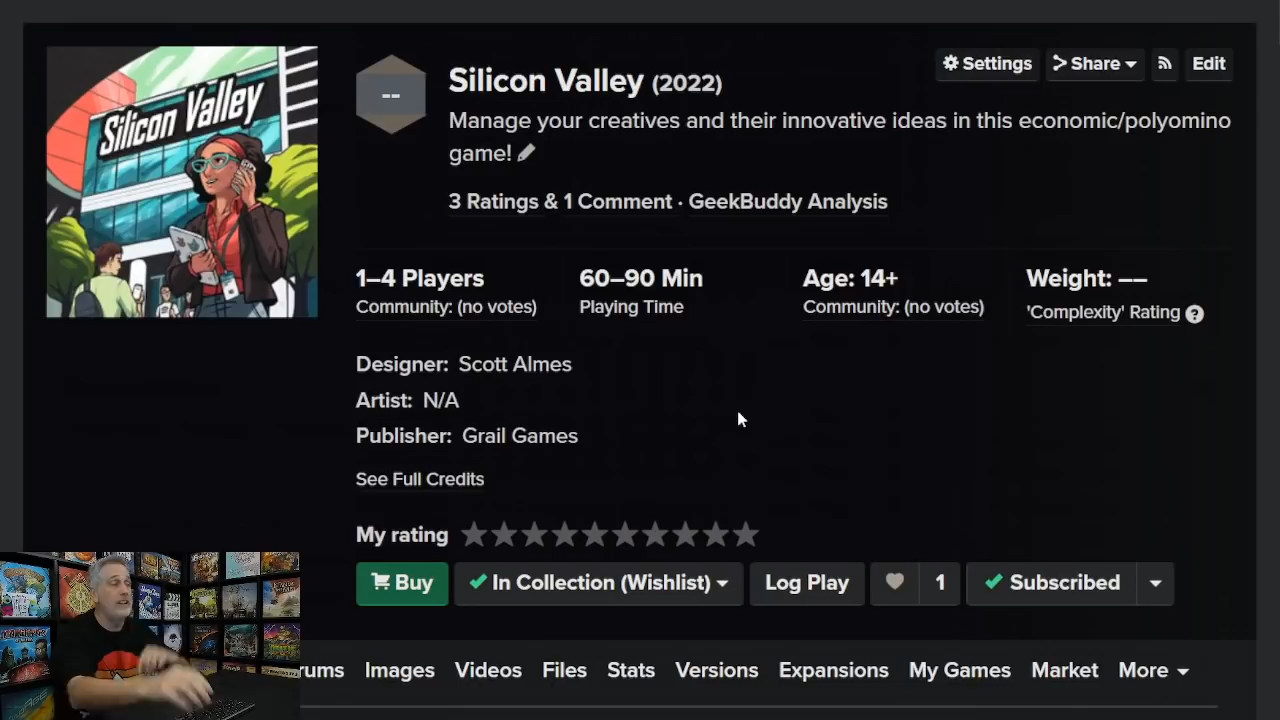 Silicon Valley
--
Silicon Valley (2022)
Settings
Share
Edit
Manage your creatives and their innovative ideas in this economic/polyomino
game!
3 Ratings & 1 Comment · GeekBuddy Analysis
1–4 Players
60–90 Min
Age: 14+
Weight: --
Community: (no votes)
Playing Time
Community: (no votes)
'Complexity' Rating ?
Designer: Scott Almes
Artist: N/A
Publisher: Grail Games
See Full Credits
My rating
Buy
In Collection (Wishlist)
Log Play
1
Subscribed
rums
Images
Videos
Files
Stats
Versions
Expansions
My Games
Market
More